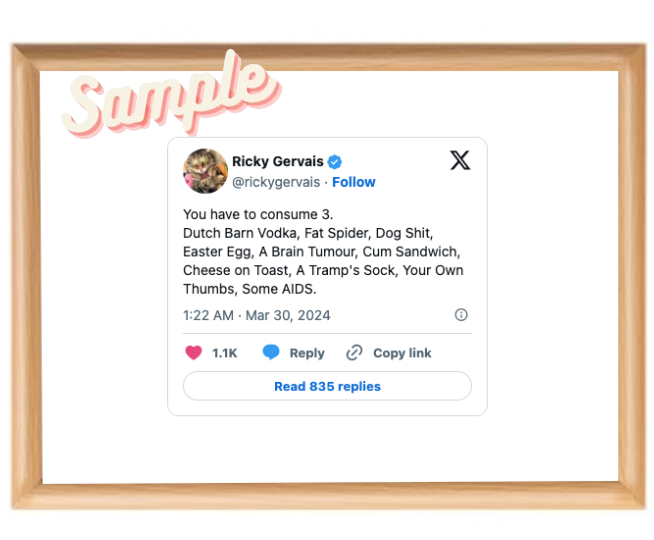 Sample
Ricky Gervais
@rickygervais · Follow
You have to consume 3.
Dutch Barn Vodka, Fat Spider, Dog Shit,
Easter Egg, A Brain Tumour, Cum Sandwich,
Cheese on Toast, A Tramp's Sock, Your Own
Thumbs, Some AIDS.
1:22 AM · Mar 30, 2024
1.1K Reply Copy link
Read 835 replies